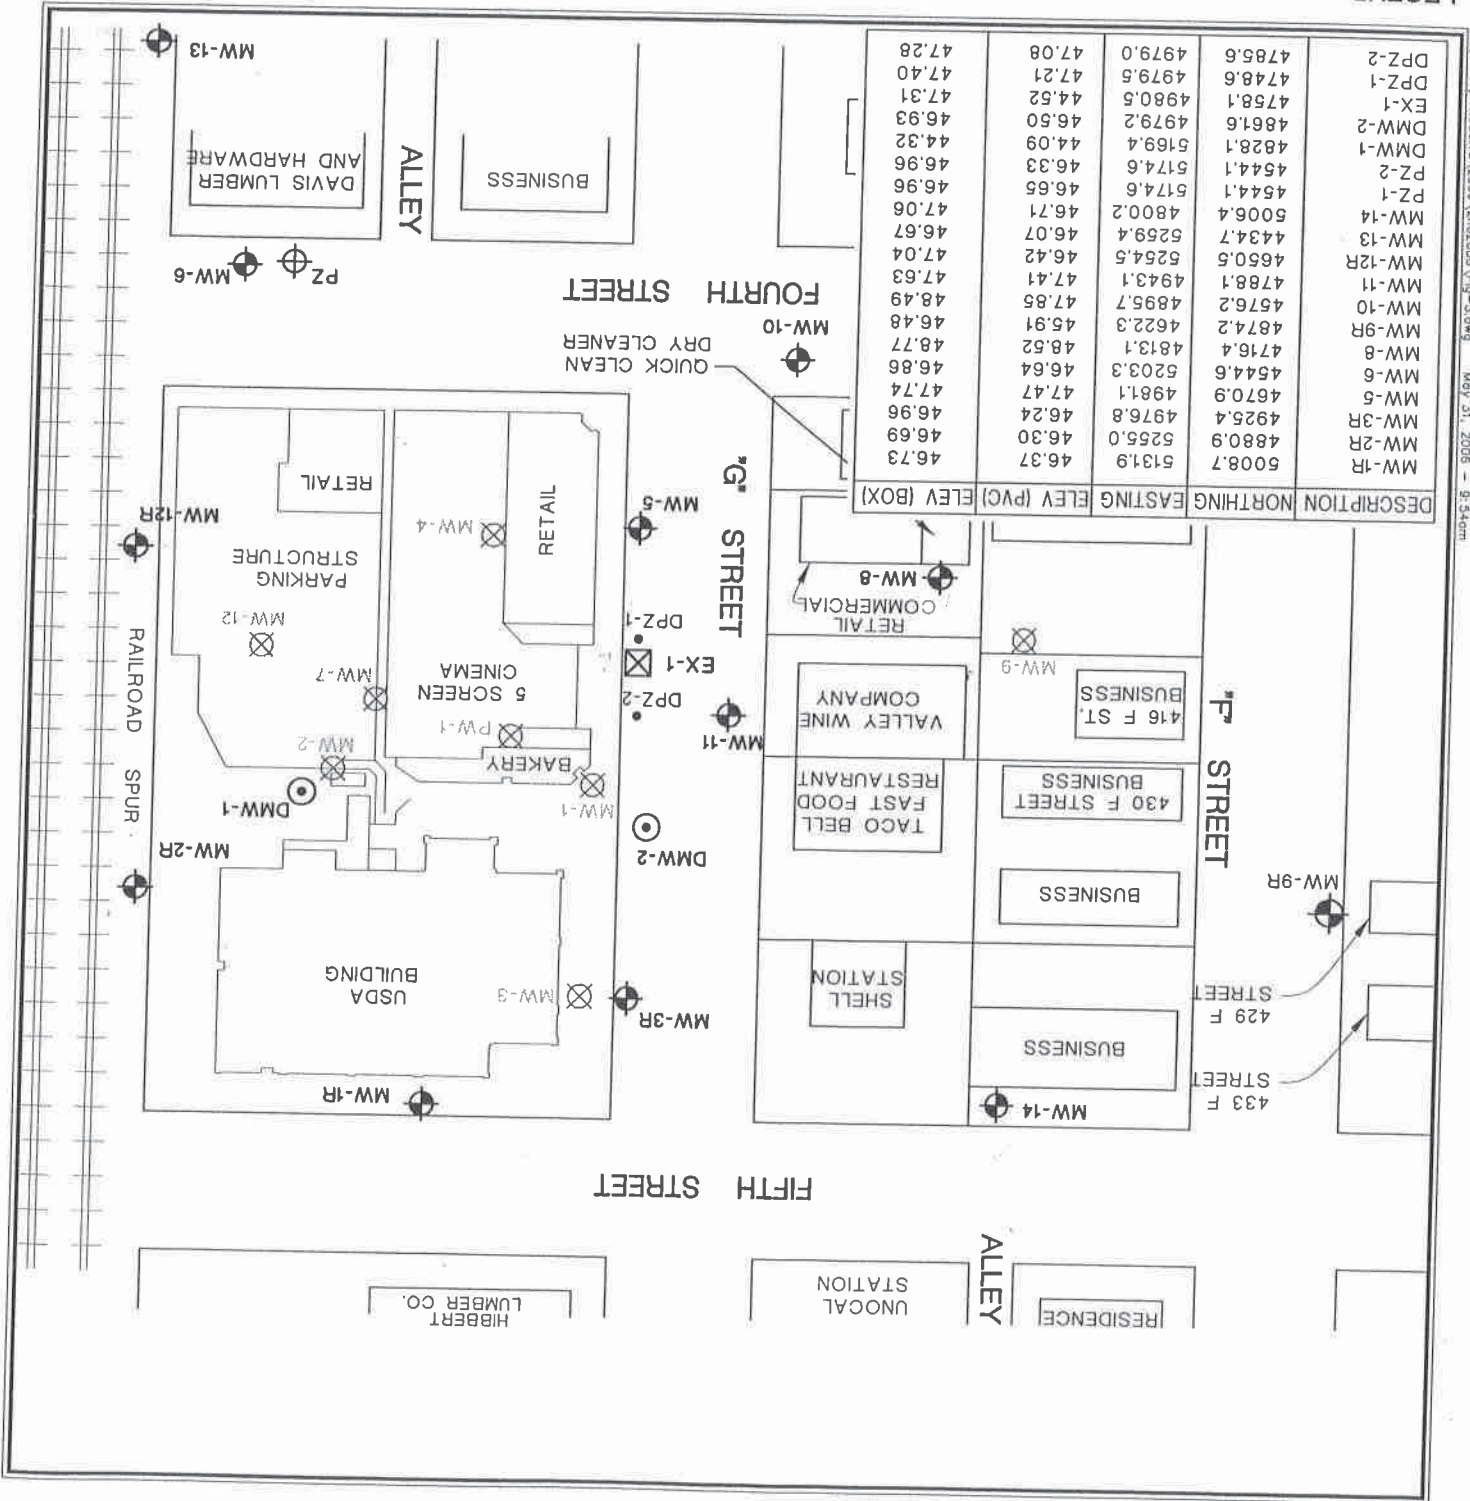 RESIDENCE
ALLEY
UNOCAL
STATION
HIBBERT
LUMBER CO.
FIFTH STREET
433 F
STREET
429 F
STREET
MW-9R
"F" STREET
MW-14
BUSINESS
SHELL
STATION
BUSINESS
430 F STREET
BUSINESS
TACO BELL
FAST FOOD
RESTAURANT
416 F ST.
BUSINESS
VALLEY WINE
COMPANY
MW-9
RETAIL
COMMERCIAL
MW-8
"G" STREET
MW-1R
MW-3R
MW-3
USDA
BUILDING
MW-2R
DMW-2
DMW-1
MW-1
BAKERY
MW-2
PW-1
MW-11
DPZ-2
EX-1
DPZ-1
5 SCREEN
CINEMA
MW-7
MW-12
PARKING
STRUCTURE
RAILROAD SPUR
MW-5
RETAIL
MW-4
RETAIL
MW-12R
QUICK CLEAN
DRY CLEANER
MW-10
FOURTH STREET
PZ
MW-6
BUSINESS
ALLEY
DAVIS LUMBER
AND HARDWARE
MW-13
DESCRIPTION NORTHING EASTING ELEV (PVC) ELEV (BOX)
MW-1R 5008.7 5131.9 46.37 46.73
MW-2R 4880.9 5255.0 46.30 46.69
MW-3R 4925.4 4976.8 46.24 46.96
MW-5 4670.9 4981.1 47.47 47.74
MW-6 4544.6 5203.3 46.64 46.86
MW-8 4716.4 4813.1 48.52 48.77
MW-9R 4874.2 4622.3 45.91 46.48
MW-10 4576.2 4895.7 47.85 48.49
MW-11 4788.1 4943.1 47.41 47.63
MW-12R 4650.5 5254.5 46.42 47.04
MW-13 4434.7 5259.4 46.07 46.67
MW-14 5006.4 4800.2 46.71 47.06
PZ-1 4544.1 5174.6 46.65 46.96
PZ-2 4544.1 5174.6 46.33 46.96
DMW-1 4828.1 5169.4 44.09 44.32
DMW-2 4861.6 4979.2 46.50 46.93
EX-1 4758.1 4980.5 44.52 47.31
DPZ-1 4748.6 4979.5 47.21 47.40
DPZ-2 4785.6 4979.0 47.08 47.28
May 31, 2006 - 9:54am